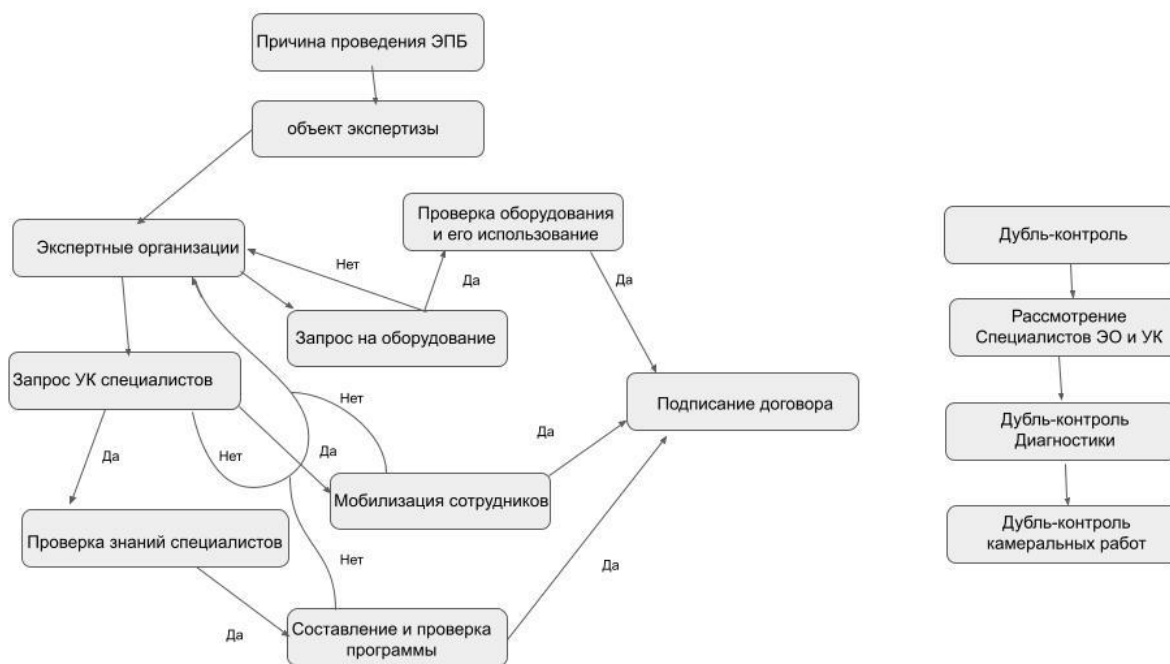 Причина проведения ЭПБ
объект экспертизы
Проверка оборудования
и его использование
Экспертные организации
Нет
Да
Да
Запрос на оборудование
Да
Запрос УК специалистов
Подписание договора
Нет
Да
Нет
Да
Да
Мобилизация сотрудников
Проверка знаний специалистов
Нет
Да
Да
Составление и проверка
программы
Дубль-контроль
Рассмотрение
Специалистов ЭО и УК
Дубль-контроль
Диагностики
Дубль-контроль
камеральных работ